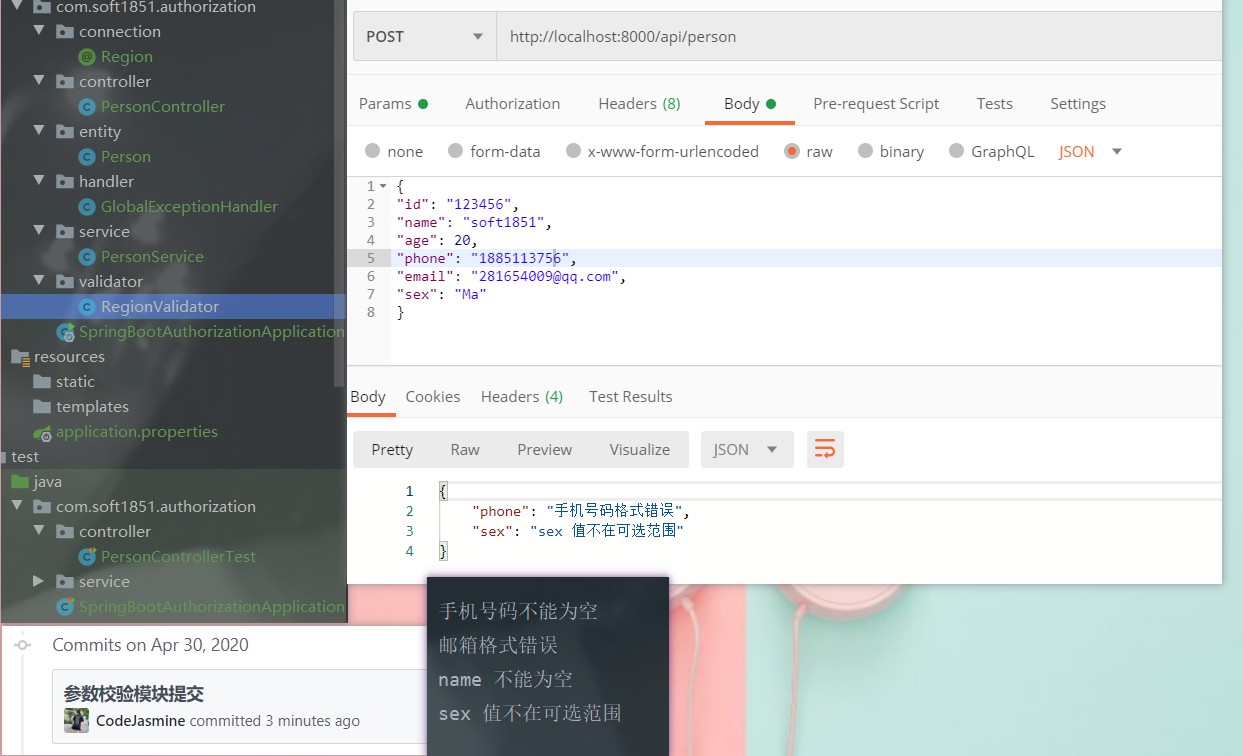 com.soft1851.authorization
connection
Region
controller
PersonController
entity
Person
handler
GlobalExceptionHandler
service
PersonService
validator
RegionValidator
SpringBootAuthorizationApplication
resources
static
templates
application.properties
test
java
com.soft1851.authorization
controller
PersonControllerTest
service
SpringBootAuthorizationApplication
POST http://localhost:8000/api/person
Params Authorization Headers (8) Body Pre-request Script Tests Settings
none form-data x-www-form-urlencoded raw binary GraphQL JSON
1 {
2 "id": "123456",
3 "name": "soft1851",
4 "age": 20,
5 "phone": "1885113756",
6 "email": "281654009@qq.com",
7 "sex": "Ma"
8 }
Body Cookies Headers (4) Test Results
Pretty Raw Preview Visualize JSON
1 {
2 "phone": "手机号码格式错误",
3 "sex": "sex 值不在可选范围"
4 }
手机号码不能为空
邮箱格式错误
name 不能为空
sex 值不在可选范围
Commits on Apr 30, 2020
参数校验模块提交
CodeJasmine committed 3 minutes ago